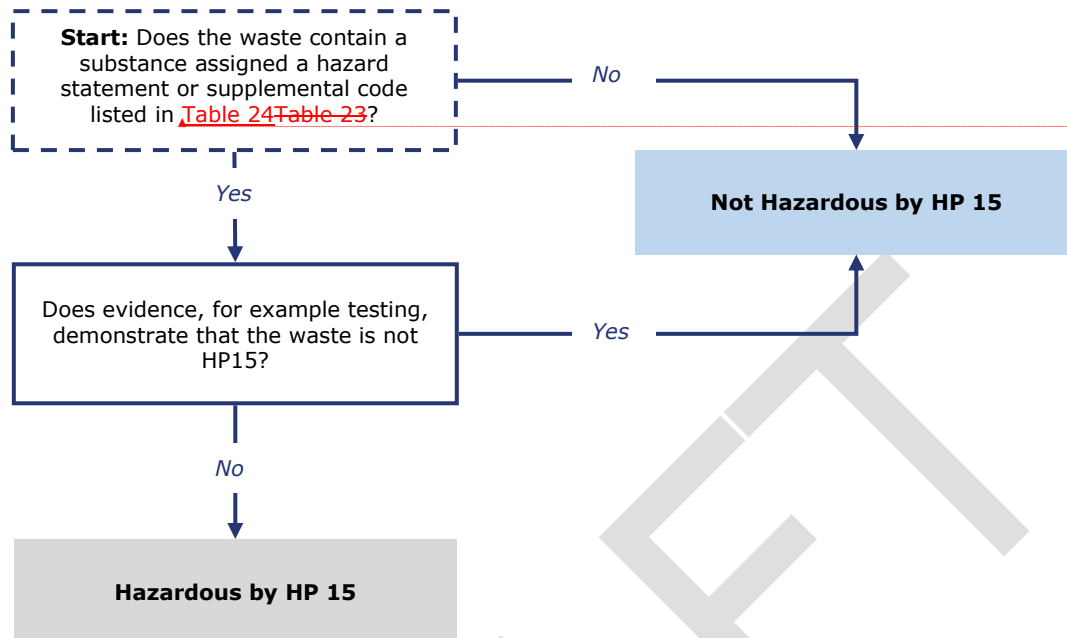 Start: Does the waste contain a
substance assigned a hazard
statement or supplemental code
listed in Table 24Table 23?
No
Yes
Not Hazardous by HP 15
Does evidence, for example testing,
demonstrate that the waste is not
HP15?
Yes
No
Hazardous by HP 15